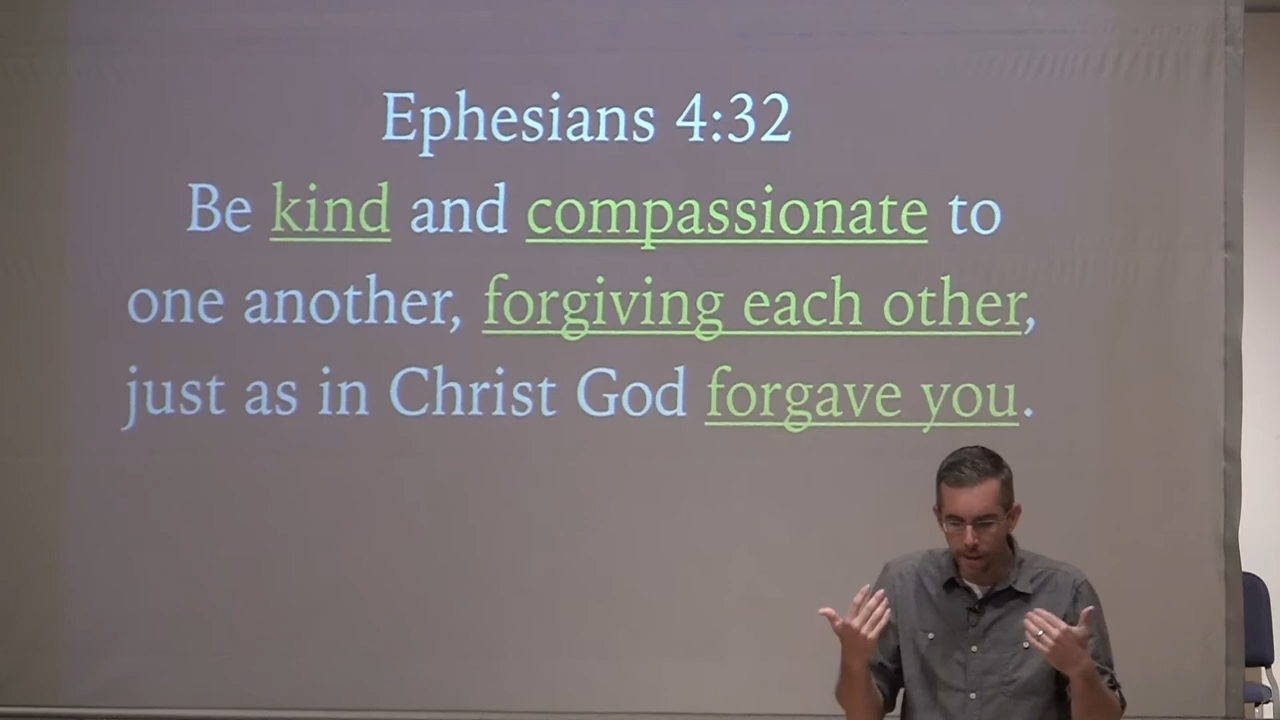 Ephesians 4:32
Be kind and compassionate to
one another, forgiving each other,
just as in Christ God forgave you.